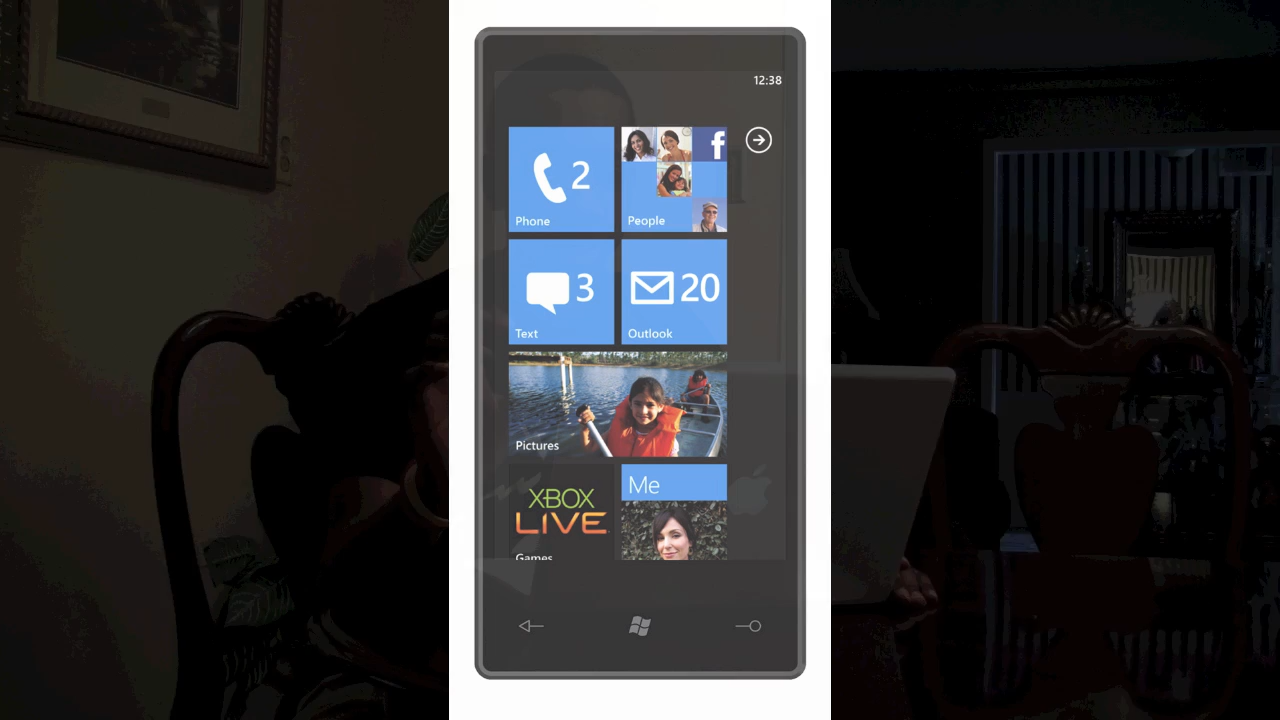 12:38
f
2
Phone
People
3
Text
20
Outlook
Pictures
XBOX
LIVE
Games
Me